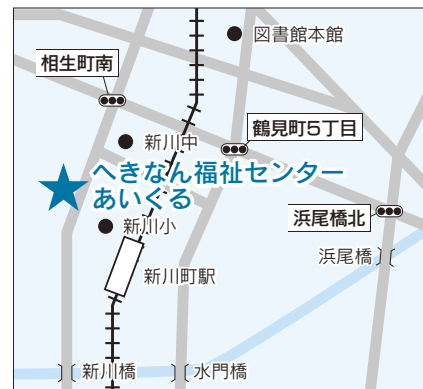 図書館本館
相生町南
鶴見町5丁目
新川中
へきなん福祉センター
あいくる
新川小
浜尾橋北
浜尾橋
新川町駅
新川橋
水門橋